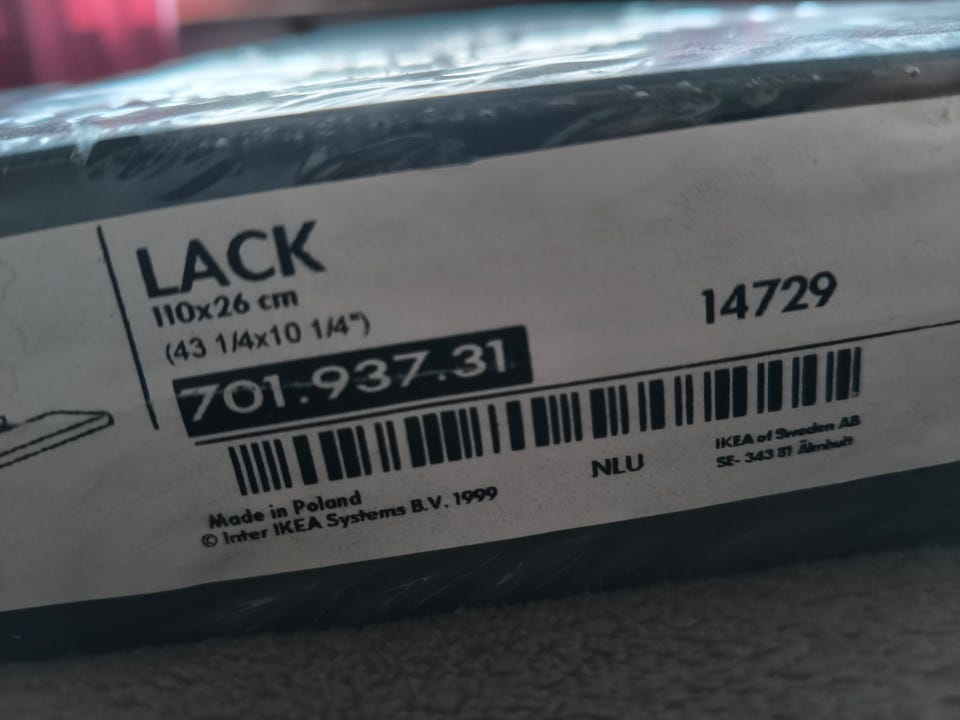 LACK
110x26 cm
(43 1/4x10 1/4")
701.937.31
14729
Made in Poland
© Inter IKEA Systems B.V. 1999
NLU
IKEA of Sweden AB
SE- 343 81 Älmhult